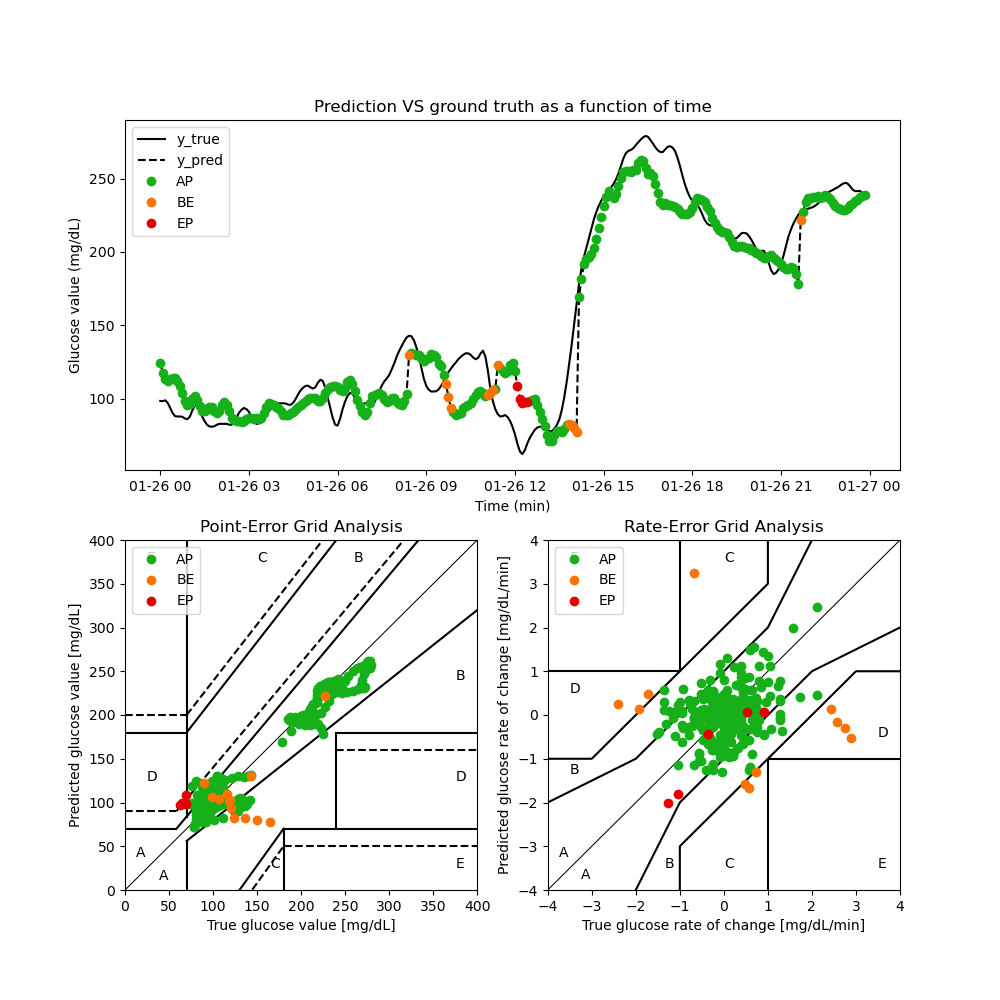 Prediction VS ground truth as a function of time
y_true
y_pred
AP
BE
EP
Glucose value (mg/dL)
250
200
150
100
01-26 00 01-26 03 01-26 06 01-26 09 01-26 12 01-26 15 01-26 18 01-26 21 01-27 00
Time (min)
Point-Error Grid Analysis
AP
BE
EP
C
B
B
D
D
A
A
C
E
Predicted glucose value [mg/dL]
400
350
300
250
200
150
100
50
0
0 50 100 150 200 250 300 350 400
True glucose value [mg/dL]
Rate-Error Grid Analysis
AP
BE
EP
C
D
D
B
A
A
B
C
E
Predicted glucose rate of change [mg/dL/min]
4
3
2
1
0
−1
−2
−3
−4
−4 −3 −2 −1 0 1 2 3 4
True glucose rate of change [mg/dL/min]